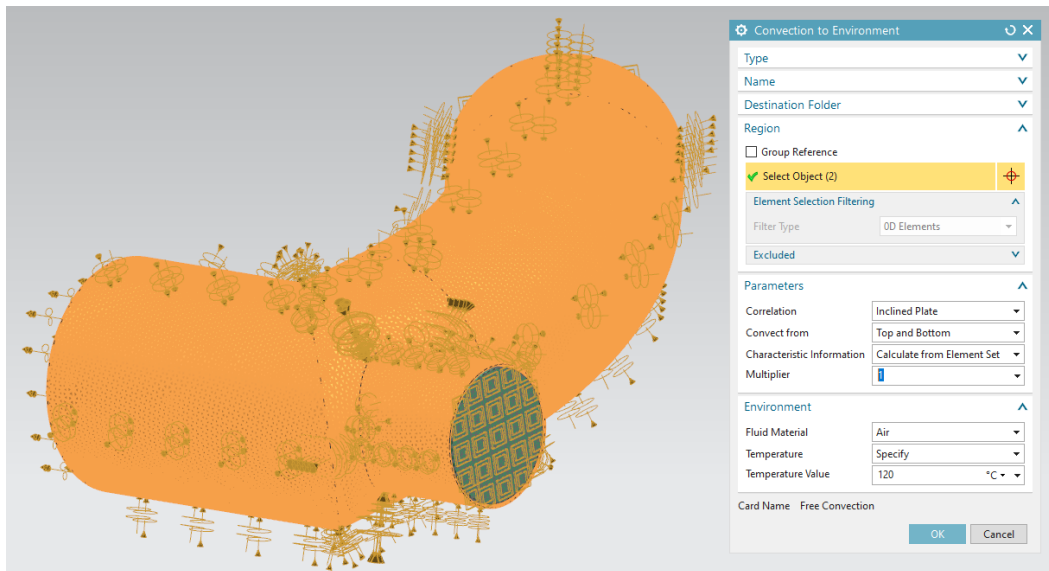 Convection to Environment
Type
Name
Destination Folder
Region
Group Reference
Select Object (2)
Element Selection Filtering
Filter Type 0D Elements
Excluded
Parameters
Correlation Inclined Plate
Convect from Top and Bottom
Characteristic Information Calculate from Element Set
Multiplier 1
Environment
Fluid Material Air
Temperature Specify
Temperature Value 120 °C
Card Name Free Convection
OK Cancel